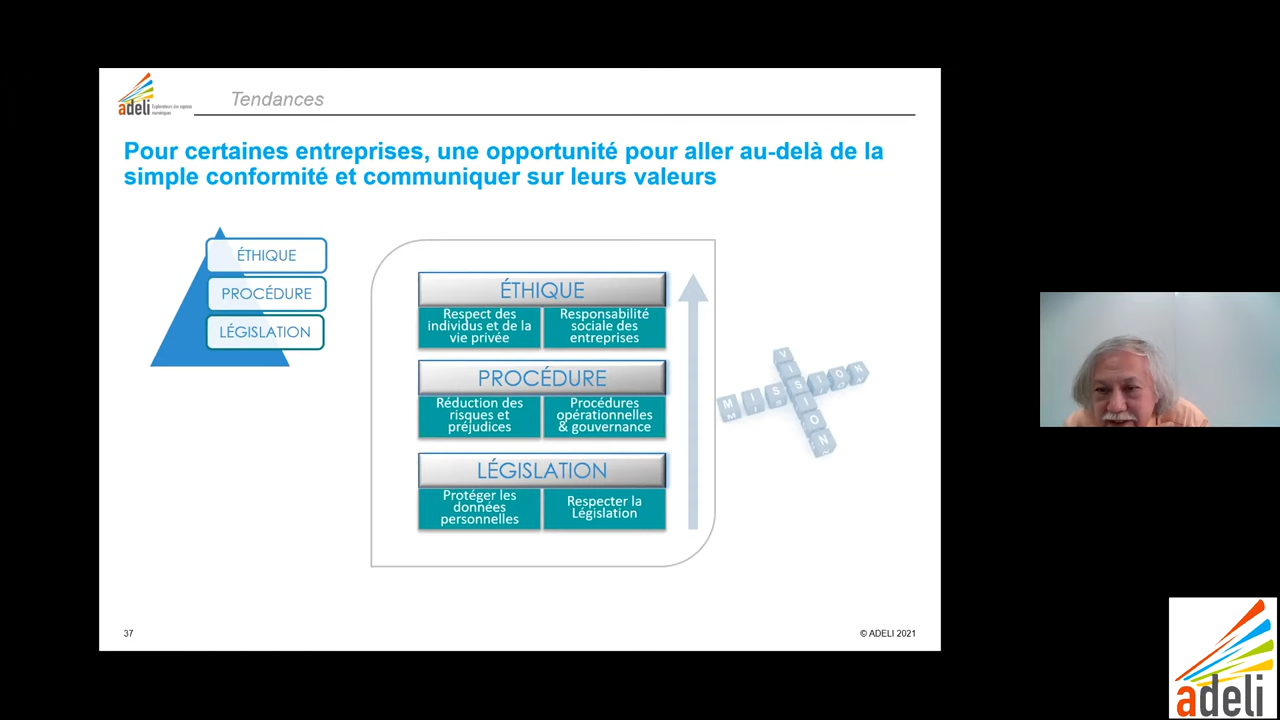 adeli
Explorateurs des espaces
numériques
Tendances
Pour certaines entreprises, une opportunité pour aller au-delà de la
simple conformité et communiquer sur leurs valeurs
ÉTHIQUE
PROCÉDURE
LÉGISLATION
ÉTHIQUE
Respect des
individus et de la
vie privée
Responsabilité
sociale des
entreprises
PROCÉDURE
Réduction des
risques et
préjudices
Procédures
opérationnelles
& gouvernance
LÉGISLATION
Protéger les
données
personnelles
Respecter la
Législation
MISSION
VISION
37
© ADELI 2021
adeli